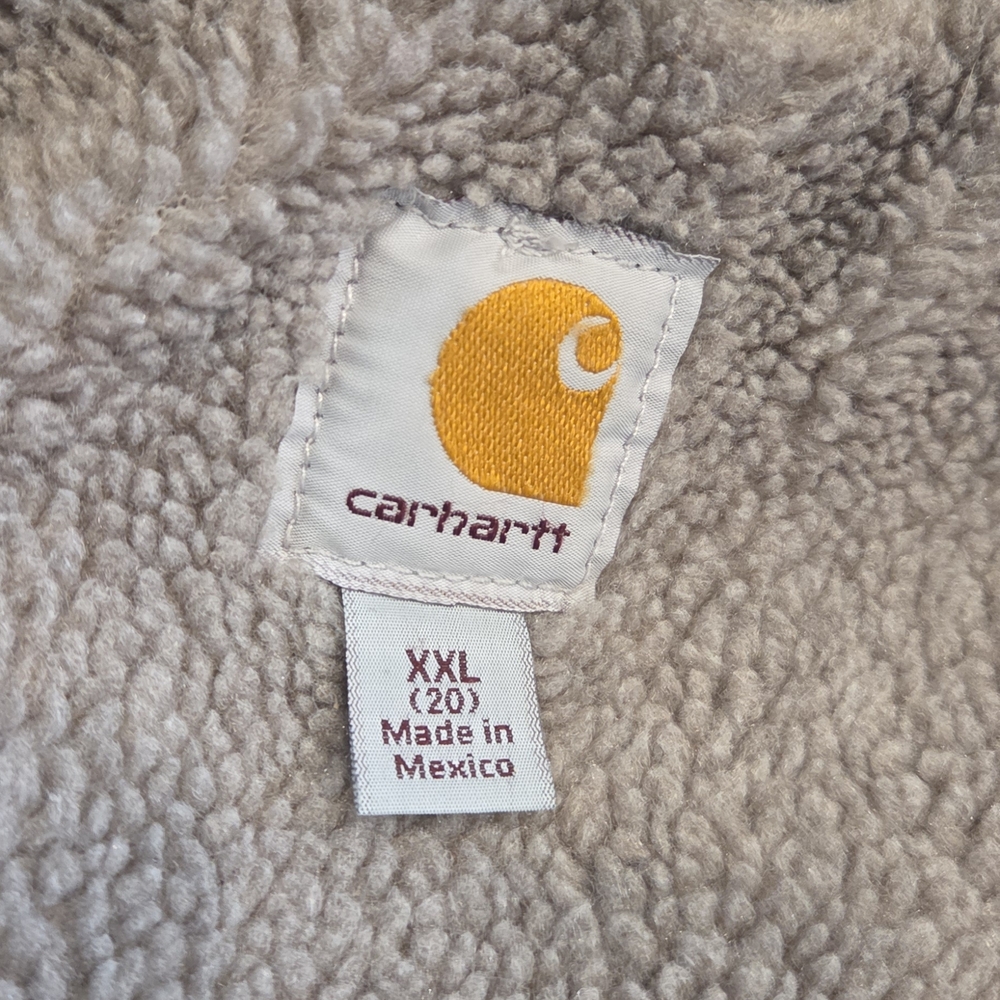 carhartt
XXL
(20)
Made in
Mexico